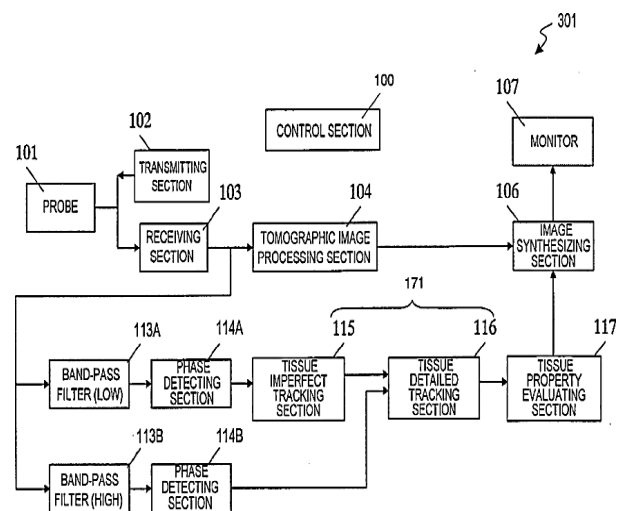 301
107
100
MONITOR
CONTROL SECTION
102
101
TRANSMITTING
SECTION
103
104
106
PROBE
RECEIVING
SECTION
TOMOGRAPHIC IMAGE
PROCESSING SECTION
IMAGE
SYNTHESIZING
SECTION
171
113A
114A
115
116
117
BAND-PASS
FILTER (LOW)
PHASE
DETECTING
SECTION
TISSUE
IMPERFECT
TRACKING
SECTION
TISSUE
DETAILED
TRACKING
SECTION
TISSUE
PROPERTY
EVALUATING
SECTION
113B
114B
BAND-PASS
FILTER (HIGH)
PHASE
DETECTING
SECTION